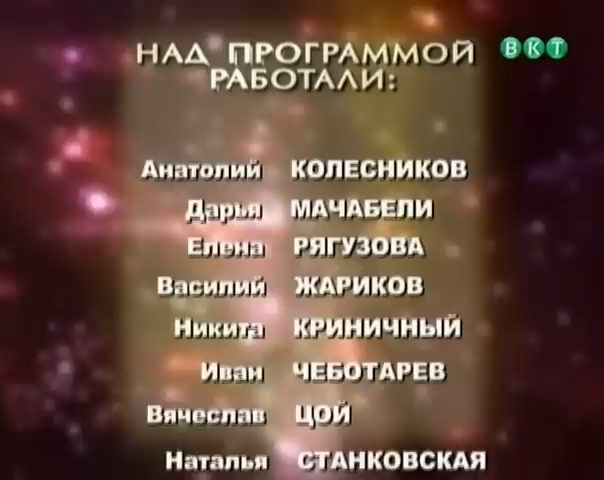 НАД ПРОГРАММОЙ
РАБОТАЛИ:
ВКТ
Анатолий КОЛЕСНИКОВ
Дарья МАЧАБЕЛИ
Елена РЯГУЗОВА
Василий ЖАРИКОВ
Никита КРИНИЧНЫЙ
Иван ЧЕБОТАРЕВ
Вячеслав ЦОЙ
Наталья СТАНКОВСКАЯ